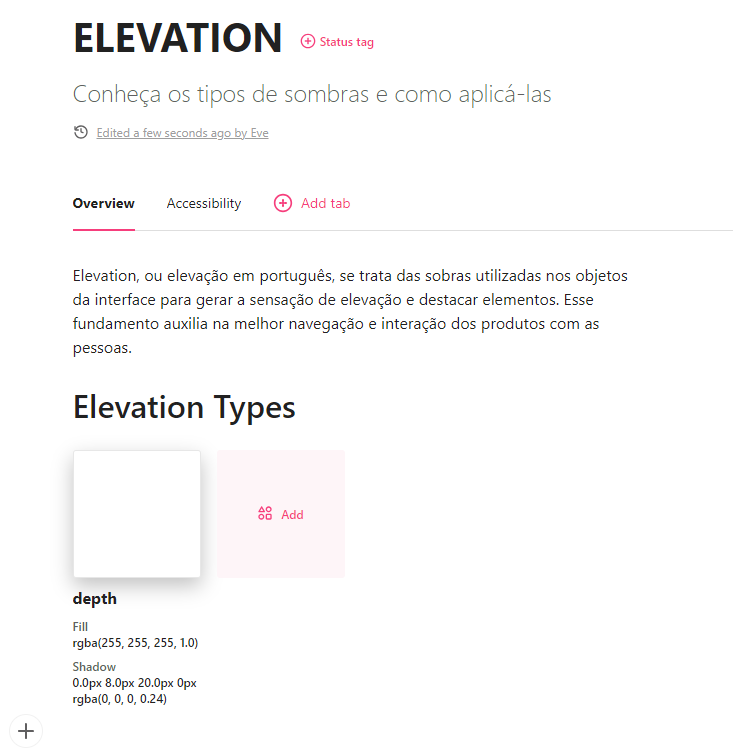 ELEVATION
Status tag
Conheça os tipos de sombras e como aplicá-las
Edited a few seconds ago by Eve
Overview Accessibility Add tab
Elevation, ou elevação em português, se trata das sobras utilizadas nos objetos
da interface para gerar a sensação de elevação e destacar elementos. Esse
fundamento auxilia na melhor navegação e interação dos produtos com as
pessoas.
Elevation Types
Add
depth
Fill
rgba(255, 255, 255, 1.0)
Shadow
0.0px 8.0px 20.0px 0px
rgba(0, 0, 0, 0.24)